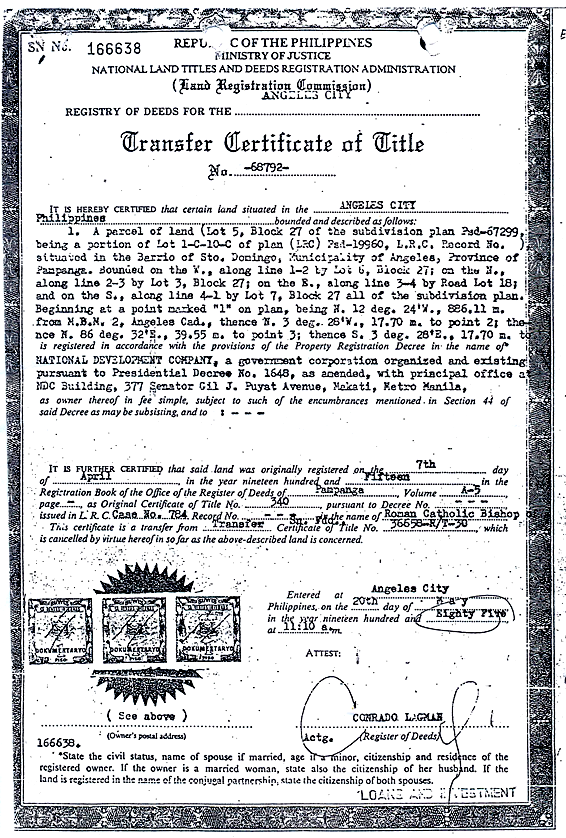 SN No. 166638
REPUBLIC OF THE PHILIPPINES
MINISTRY OF JUSTICE
NATIONAL LAND TITLES AND DEEDS REGISTRATION ADMINISTRATION
(Land Registration Commission)
ANGELES CITY
REGISTRY OF DEEDS FOR THE
Transfer Certificate of Title
No. -68792-
IT IS HEREBY CERTIFIED that certain land situated in the ANGELES CITY
Philippines bounded and described as follows:
1. A parcel of land (Lot 5, Block 27 of the subdivision plan Psd-67299,
being a portion of Lot 1-C-10-C of plan (LRC) Psd-19960, L.R.C. Record No. )
situated in the Barrio of Sto. Domingo, Municipality of Angeles, Province of
Pampanga. Bounded on the W., along line 1-2 by Lot 6, Block 27; on the N.,
along line 2-3 by Lot 3, Block 27; on the E., along line 3-4 by Road Lot 18;
and on the S., along line 4-1 by Lot 7, Block 27 all of the subdivision plan.
Beginning at a point marked "1" on plan, being N. 12 deg. 24'W., 886.11 m.
from M.B.M. 2, Angeles Cad., thence N. 3 deg. 28'W., 17.70 m. to point 2; the-
nce N. 86 deg. 32'E., 39.55 m. to point 3; thence S. 3 deg. 28'E., 17.70 m. to
is registered in accordance with the provisions of the Property Registration Decree in the name of
NATIONAL DEVELOPMENT COMPANY, a government corporation organized and existing
pursuant to Presidential Decree No. 1648, as amended, with principal office at
NDC Building, 377 Senator Gil J. Puyat Avenue, Makati, Metro Manila,
as owner thereof in fee simple, subject to such of the encumbrances mentioned in Section 44 of
said Decree as may be subsisting, and to : - - -
IT IS FURTHER CERTIFIED that said land was originally registered on the 7th day
of April, in the year nineteen hundred and Fifteen in the
Registration Book of the Office of the Register of Deeds of Pampanga Volume A-3
page - , as Original Certificate of Title No. 340 pursuant to Decree No. - - -
issued in L.R.C. Case No. 784 Record No. - - - in the name of Roman Catholic Bishop o
This certificate is a transfer from Transfer Certificate of Title No. 36658-R/T-30, which
is cancelled by virtue hereof in so far as the above-described land is concerned.
Entered at Angeles City
Philippines, on the 20th day of May
in the year nineteen hundred and Eighty Five
at 11:10 a.m.
DOKUMENTARYO
DOKUMENTARYO
DOKUMENTARYO
ATTEST:
( See above )
(Owner's postal address)
CONRADO LAGMAN
Actg. (Register of Deeds)
166638.
*State the civil status, name of spouse if married, age if a minor, citizenship and residence of the
registered owner. If the owner is a married woman, state also the citizenship of her husband. If the
land is registered in the name of the conjugal partnership, state the citizenship of both spouses.
LOANS AND INVESTMENT